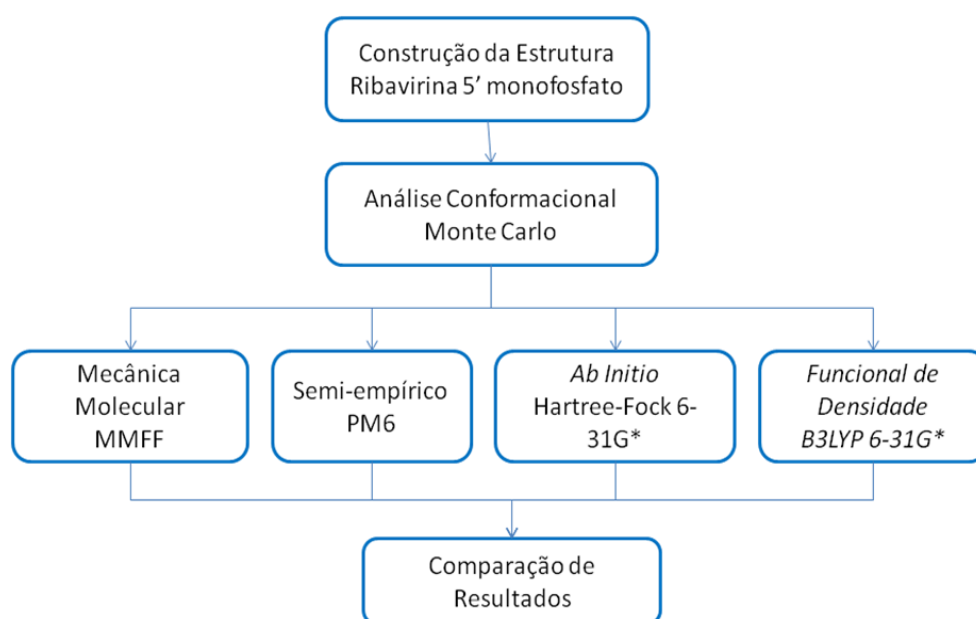 Construção da Estrutura
Ribavirina 5’ monofosfato
Análise Conformacional
Monte Carlo
Mecânica
Molecular
MMFF
Semi-empírico
PM6
Ab Initio
Hartree-Fock 6-
31G*
Funcional de
Densidade
B3LYP 6-31G*
Comparação de
Resultados